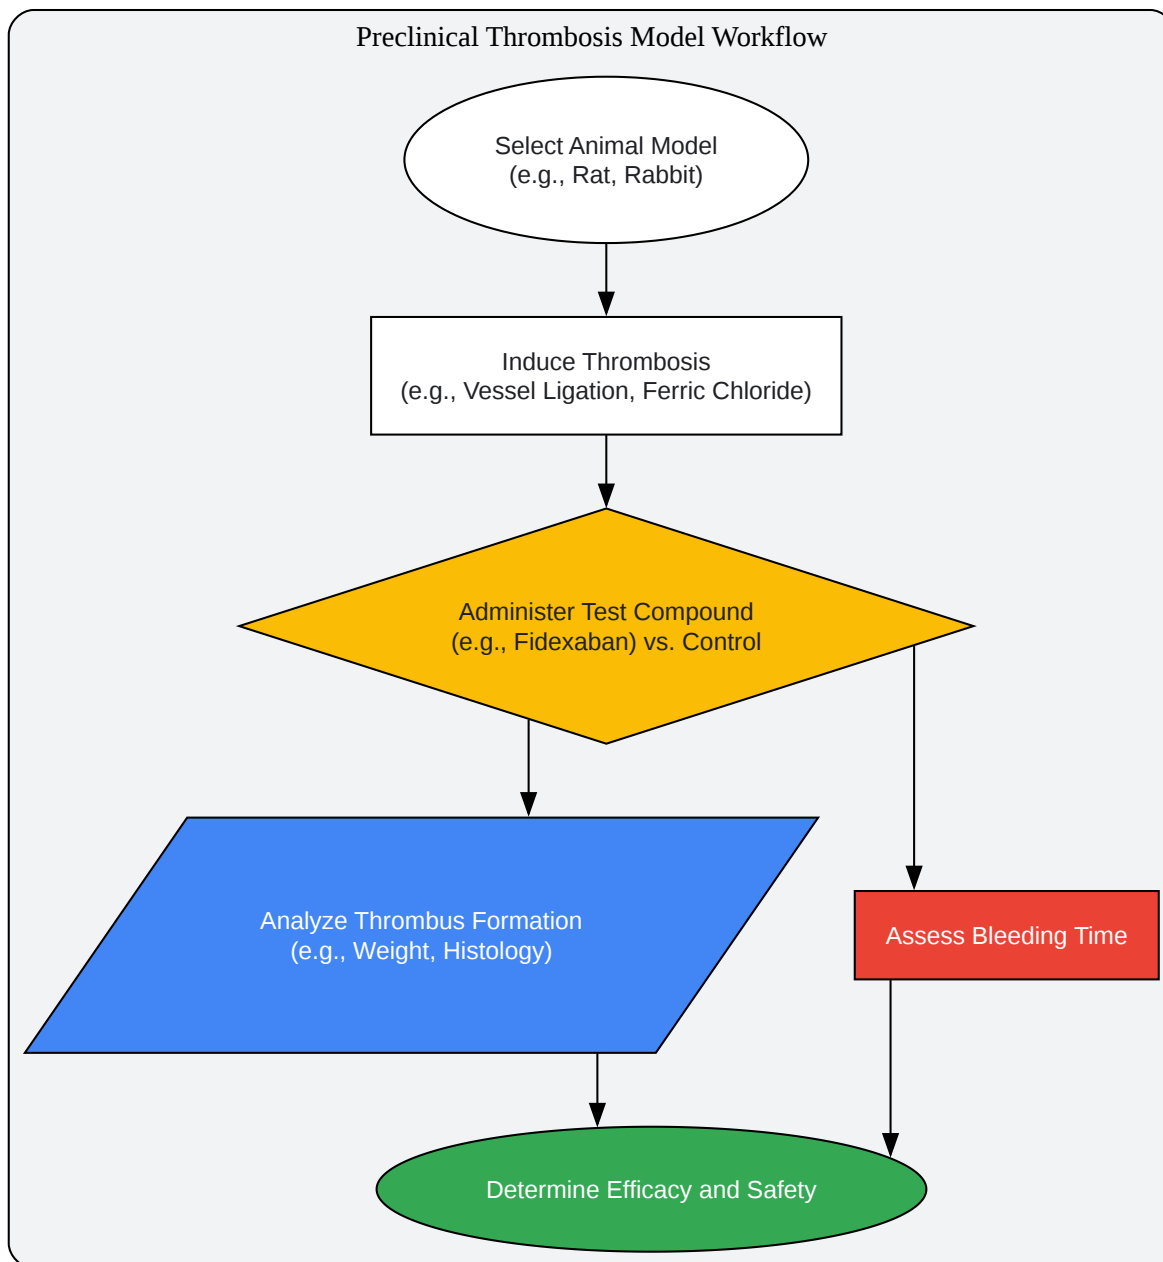 Preclinical Thrombosis Model Workflow
Select Animal Model
(e.g., Rat, Rabbit)
Induce Thrombosis
(e.g., Vessel Ligation, Ferric Chloride)
Administer Test Compound
(e.g., Fidexaban) vs. Control
Analyze Thrombus Formation
(e.g., Weight, Histology)
Assess Bleeding Time
Determine Efficacy and Safety